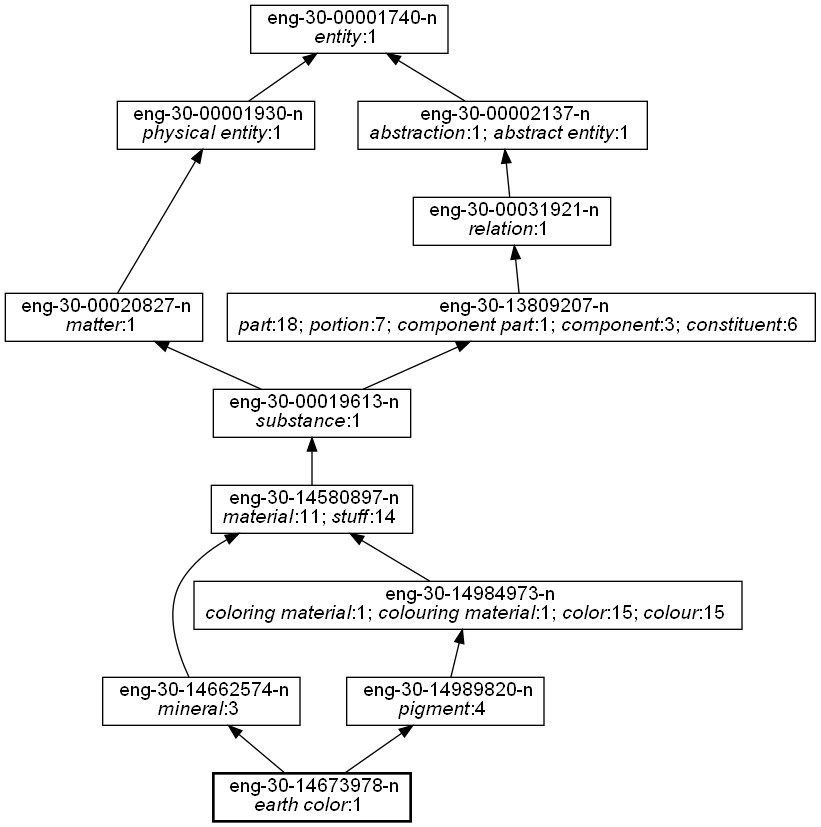 eng-30-00001740-n
entity:1
eng-30-00001930-n
physical entity:1
eng-30-00002137-n
abstraction:1; abstract entity:1
eng-30-00031921-n
relation:1
eng-30-00020827-n
matter:1
eng-30-13809207-n
part:18; portion:7; component part:1; component:3; constituent:6
eng-30-00019613-n
substance:1
eng-30-14580897-n
material:11; stuff:14
eng-30-14984973-n
coloring material:1; colouring material:1; color:15; colour:15
eng-30-14662574-n
mineral:3
eng-30-14989820-n
pigment:4
eng-30-14673978-n
earth color:1